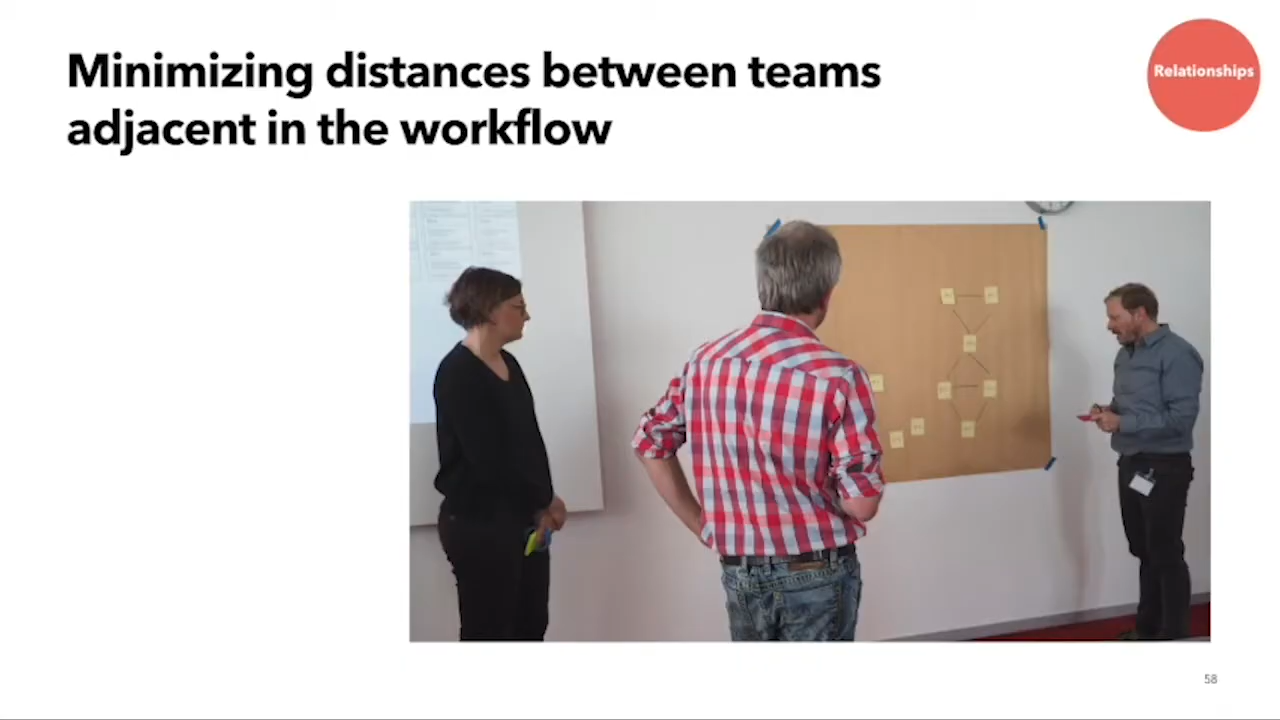 Minimizing distances between teams
adjacent in the workflow
Relationships
58